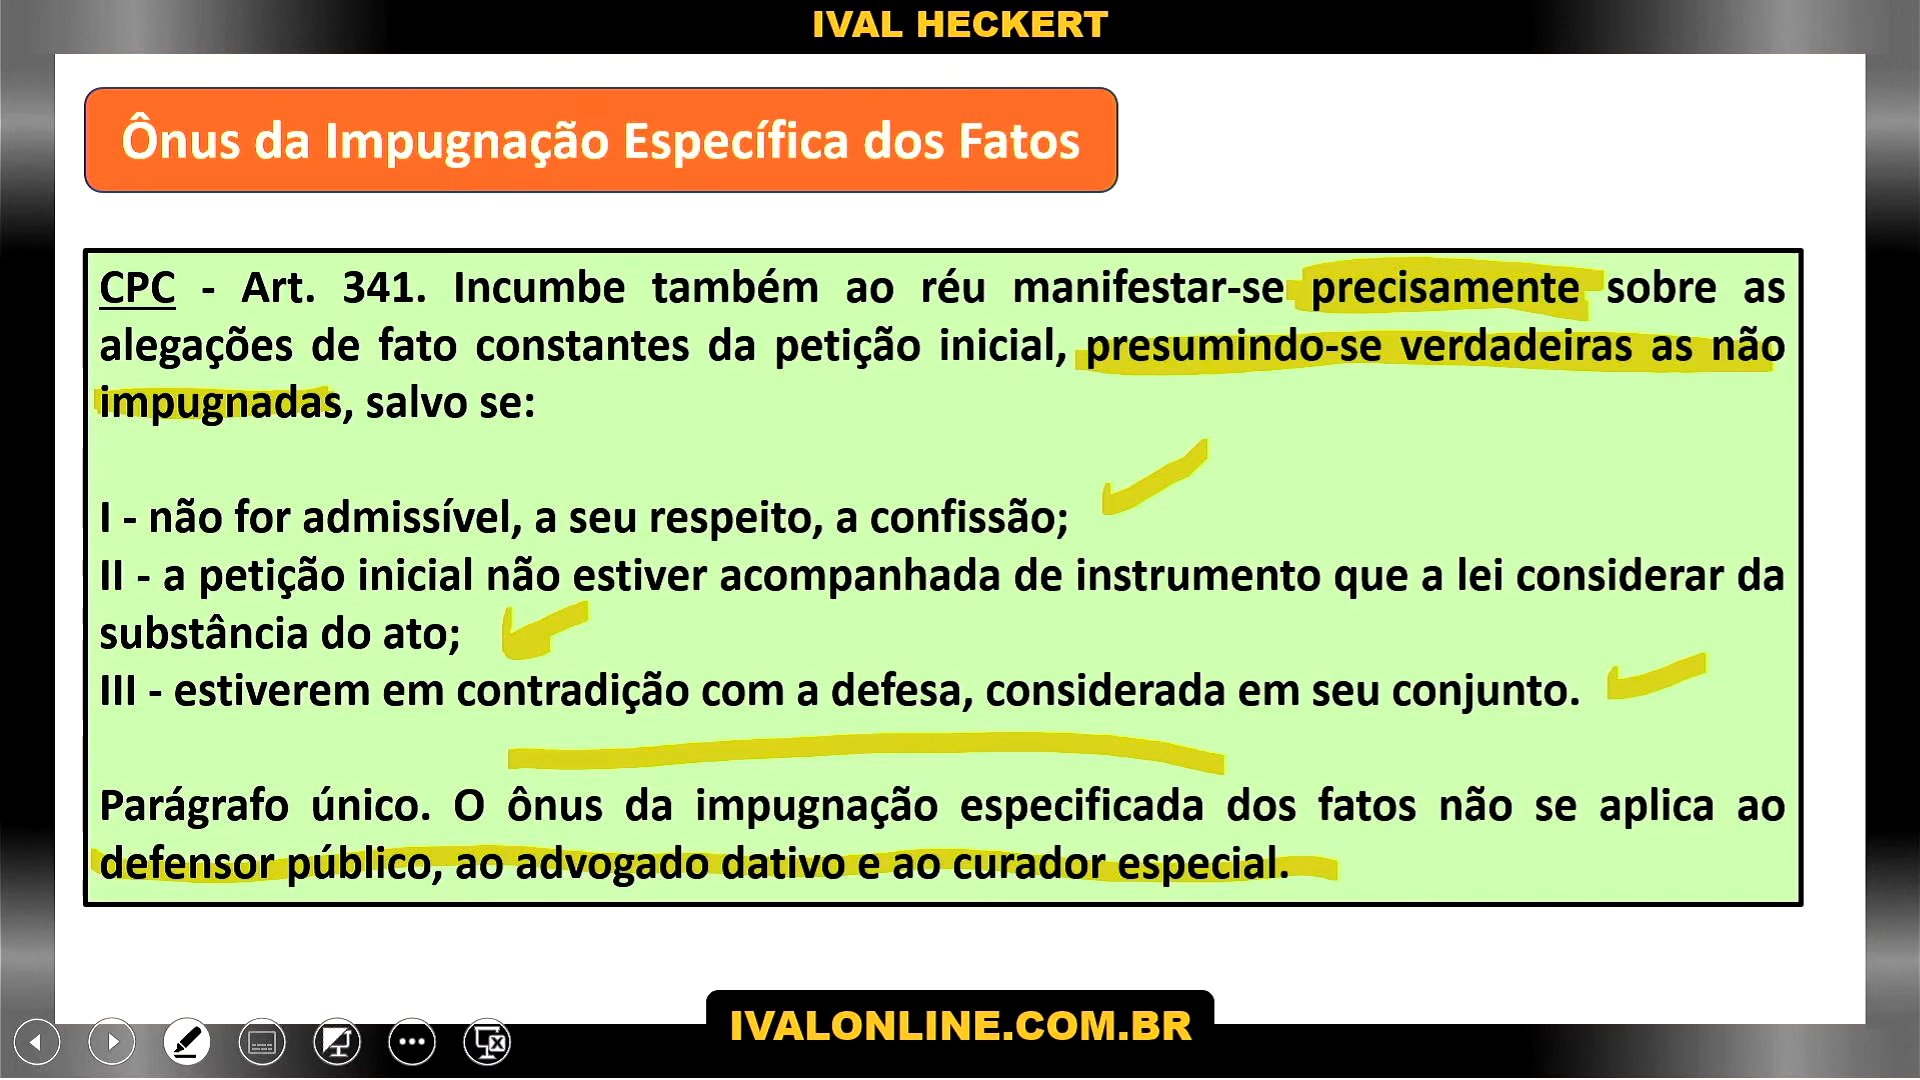 IVAL HECKERT
Ônus da Impugnação Específica dos Fatos
CPC - Art. 341. Incumbe também ao réu manifestar-se precisamente sobre as
alegações de fato constantes da petição inicial, presumindo-se verdadeiras as não
impugnadas, salvo se:
I - não for admissível, a seu respeito, a confissão;
II - a petição inicial não estiver acompanhada de instrumento que a lei considerar da
substância do ato;
III - estiverem em contradição com a defesa, considerada em seu conjunto.
Parágrafo único. O ônus da impugnação especificada dos fatos não se aplica ao
defensor público, ao advogado dativo e ao curador especial.
IVALONLINE.COM.BR